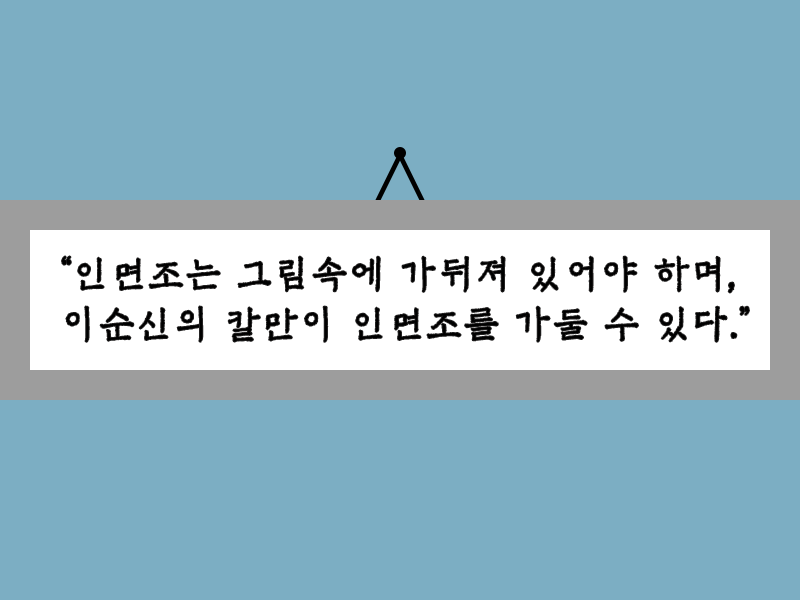 “인면조는 그림속에 가둬져 있어야 하며,
이순신의 칼만이 인면조를 가둘 수 있다.”